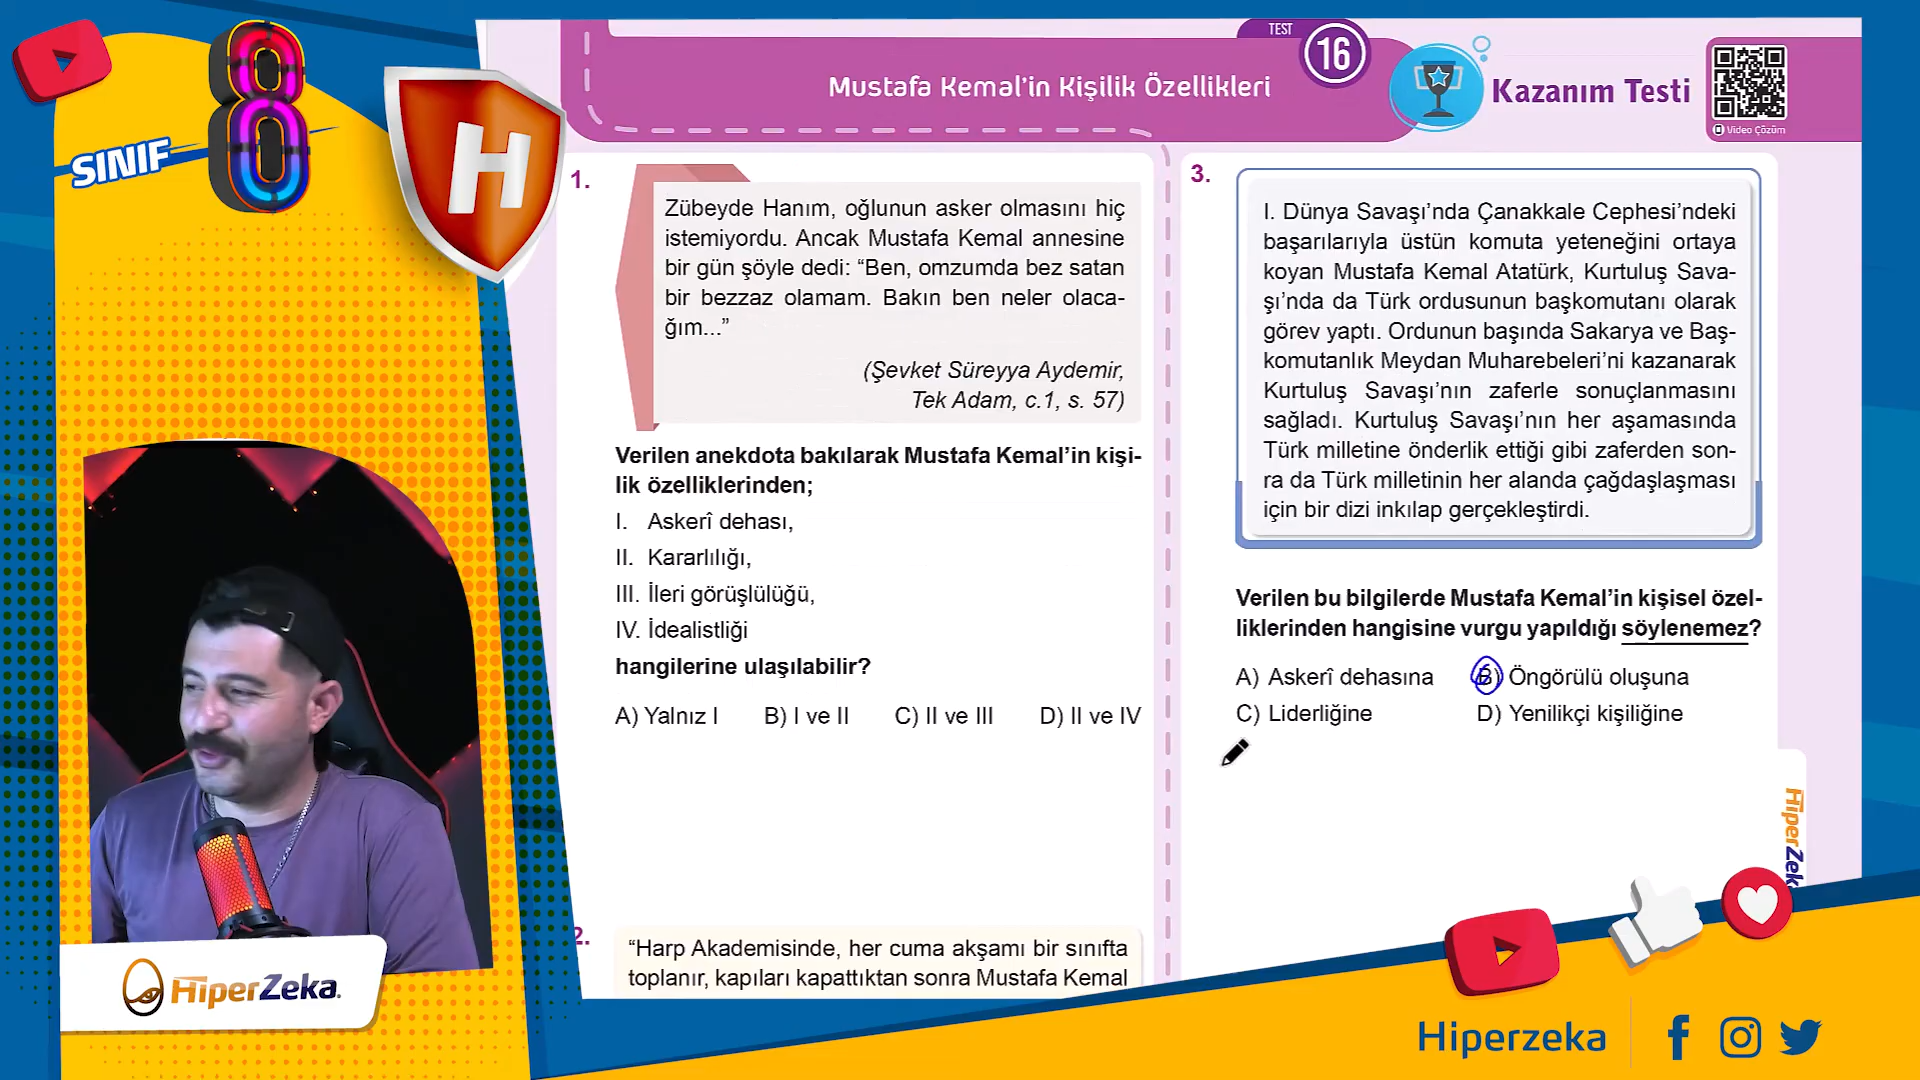 8
SINIF
H
TEST
16
Mustafa Kemal'in Kişilik Özellikleri
Kazanım Testi
Video Çözüm
1.
Zübeyde Hanım, oğlunun asker olmasını hiç
istemiyordu. Ancak Mustafa Kemal annesine
bir gün şöyle dedi: “Ben, omzumda bez satan
bir bezzaz olamam. Bakın ben neler olaca-
ğım...”
(Şevket Süreyya Aydemir,
Tek Adam, c.1, s. 57)
Verilen anekdota bakılarak Mustafa Kemal’in kişi-
lik özelliklerinden;
I. Askerî dehası,
II. Kararlılığı,
III. İleri görüşlülüğü,
IV. İdealistliği
hangilerine ulaşılabilir?
A) Yalnız I B) I ve II C) II ve III D) II ve IV
2.
“Harp Akademisinde, her cuma akşamı bir sınıfta
toplanır, kapıları kapattıktan sonra Mustafa Kemal
3.
I. Dünya Savaşı’nda Çanakkale Cephesi’ndeki
başarılarıyla üstün komuta yeteneğini ortaya
koyan Mustafa Kemal Atatürk, Kurtuluş Sava-
şı’nda da Türk ordusunun başkomutanı olarak
görev yaptı. Ordunun başında Sakarya ve Baş-
komutanlık Meydan Muharebeleri’ni kazanarak
Kurtuluş Savaşı’nın zaferle sonuçlanmasını
sağladı. Kurtuluş Savaşı’nın her aşamasında
Türk milletine önderlik ettiği gibi zaferden son-
ra da Türk milletinin her alanda çağdaşlaşması
için bir dizi inkılap gerçekleştirdi.
Verilen bu bilgilerde Mustafa Kemal’in kişisel özel-
liklerinden hangisine vurgu yapıldığı söylenemez?
A) Askerî dehasına B) Öngörülü oluşuna
C) Liderliğine D) Yenilikçi kişiliğine
HiperZeka
HiperZeka.
Hiperzeka